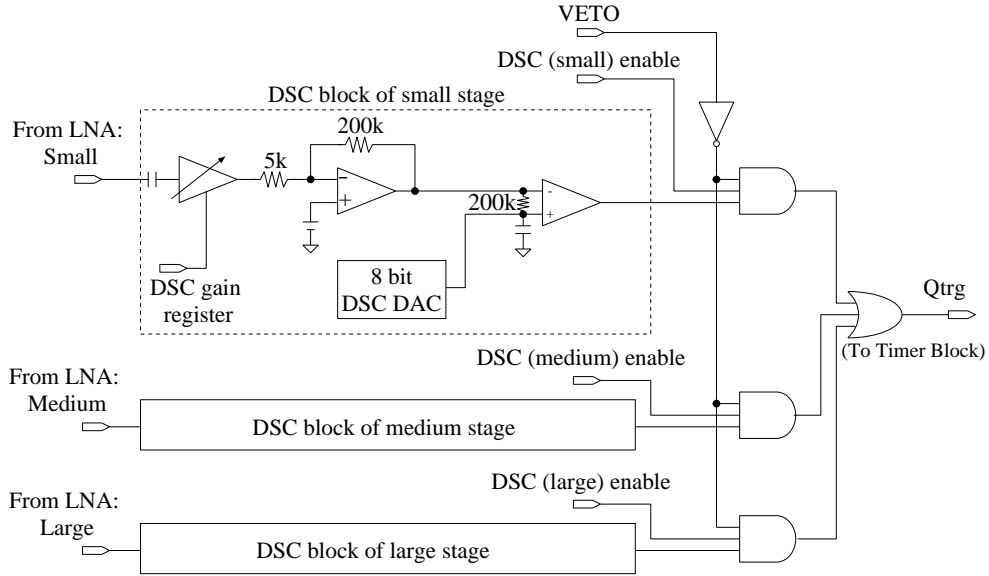 VETO
DSC (small) enable
DSC block of small stage
From LNA:
Small
200k
5k
−
+
200k
-
+
8 bit
DSC DAC
DSC gain
register
Qtrg
(To Timer Block)
DSC (medium) enable
From LNA:
Medium
DSC block of medium stage
DSC (large) enable
From LNA:
Large
DSC block of large stage